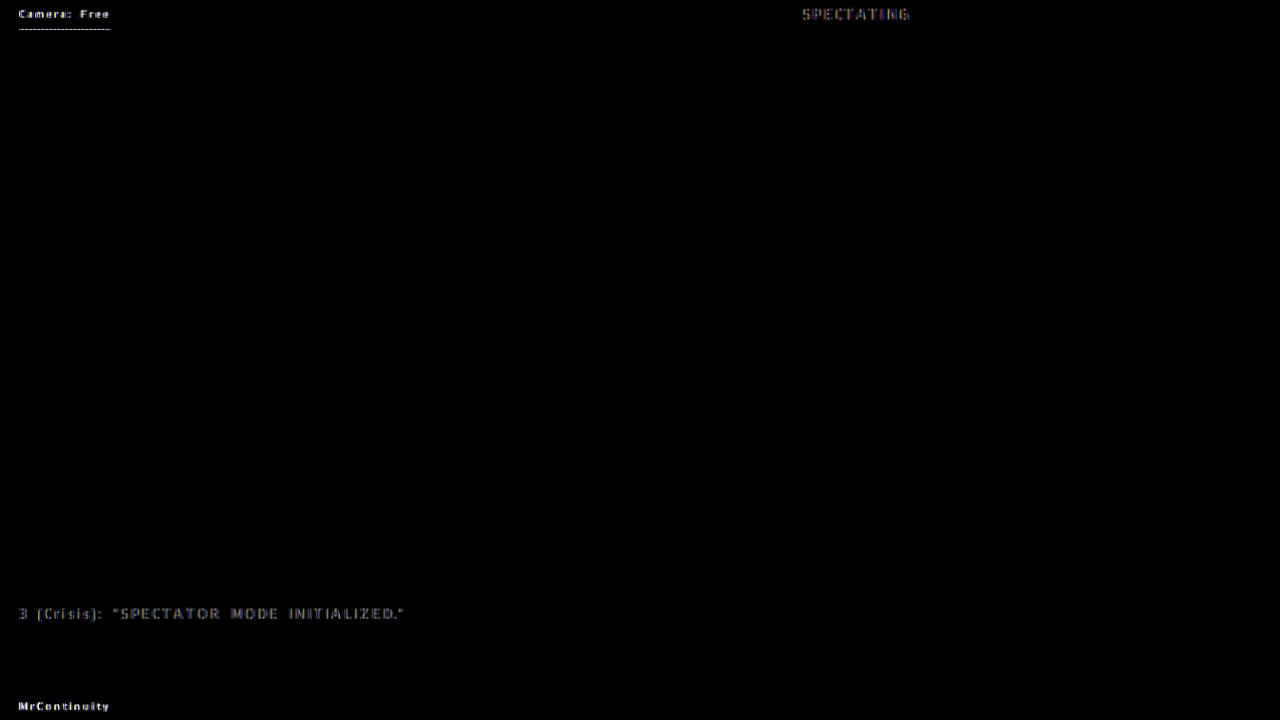 Camera: Free
SPECTATING
3 (Crisis): "SPECTATOR MODE INITIALIZED."
MrContinuity